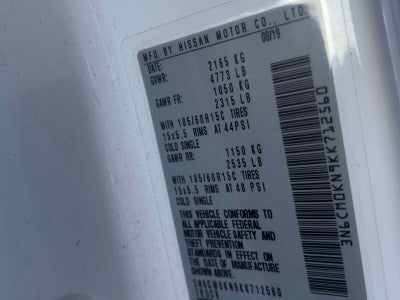 MFD BY NISSAN MOTOR CO., LTD.
DATE: 08/19
GVWR: 2165 KG
4773 LB
GAWR FR: 1050 KG
2315 LB
WITH 185/60R15C TIRES
15x5.5 RIMS AT 44PSI
COLD SINGLE
GAWR RR: 1150 KG
2535 LB
WITH 185/60R15C TIRES
15x5.5 RIMS AT 48 PSI
COLD SINGLE
THIS VEHICLE CONFORMS TO
ALL APPLICABLE FEDERAL
MOTOR VEHICLE SAFETY AND
THEFT PREVENTION
STANDARDS IN EFFECT ON
THE DATE OF MANUFACTURE
SHOWN ABOVE.
3N6CM0KN9KK712560
TRUCK
3N6CM0KN9KK712560